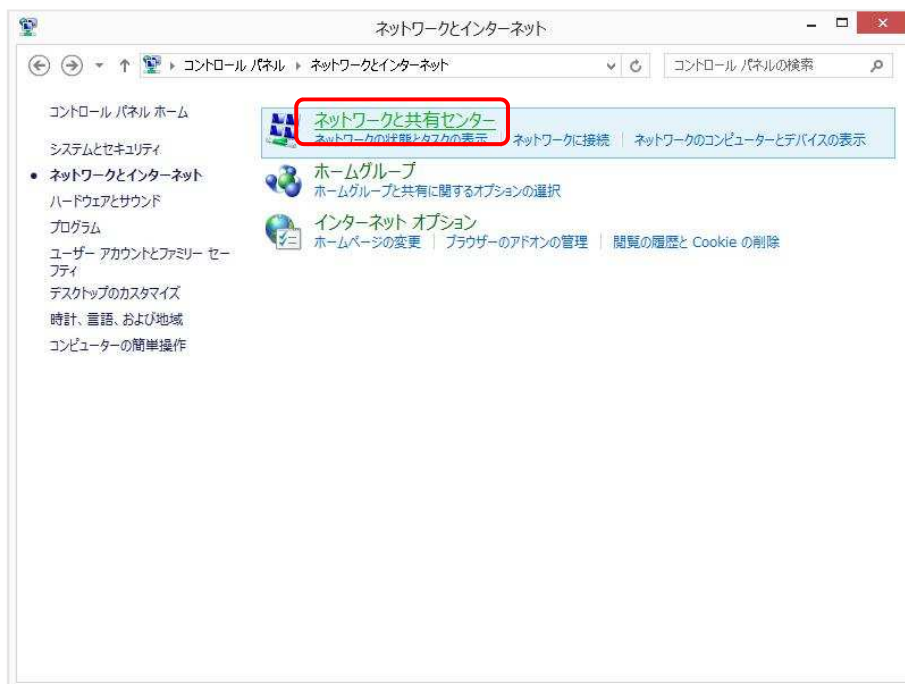 ネットワークとインターネット
コントロール パネル ネットワークとインターネット コントロール パネルの検索
コントロール パネル ホーム
システムとセキュリティ
ネットワークとインターネット
ハードウェアとサウンド
プログラム
ユーザー アカウントとファミリー セー
フティ
デスクトップのカスタマイズ
時計、言語、および地域
コンピューターの簡単操作
ネットワークと共有センター
ネットワークの状態とタスクの表示 ネットワークに接続 ネットワークのコンピューターとデバイスの表示
ホームグループ
ホームグループと共有に関するオプションの選択
インターネット オプション
ホームページの変更 ブラウザーのアドオンの管理 閲覧の履歴と Cookie の削除